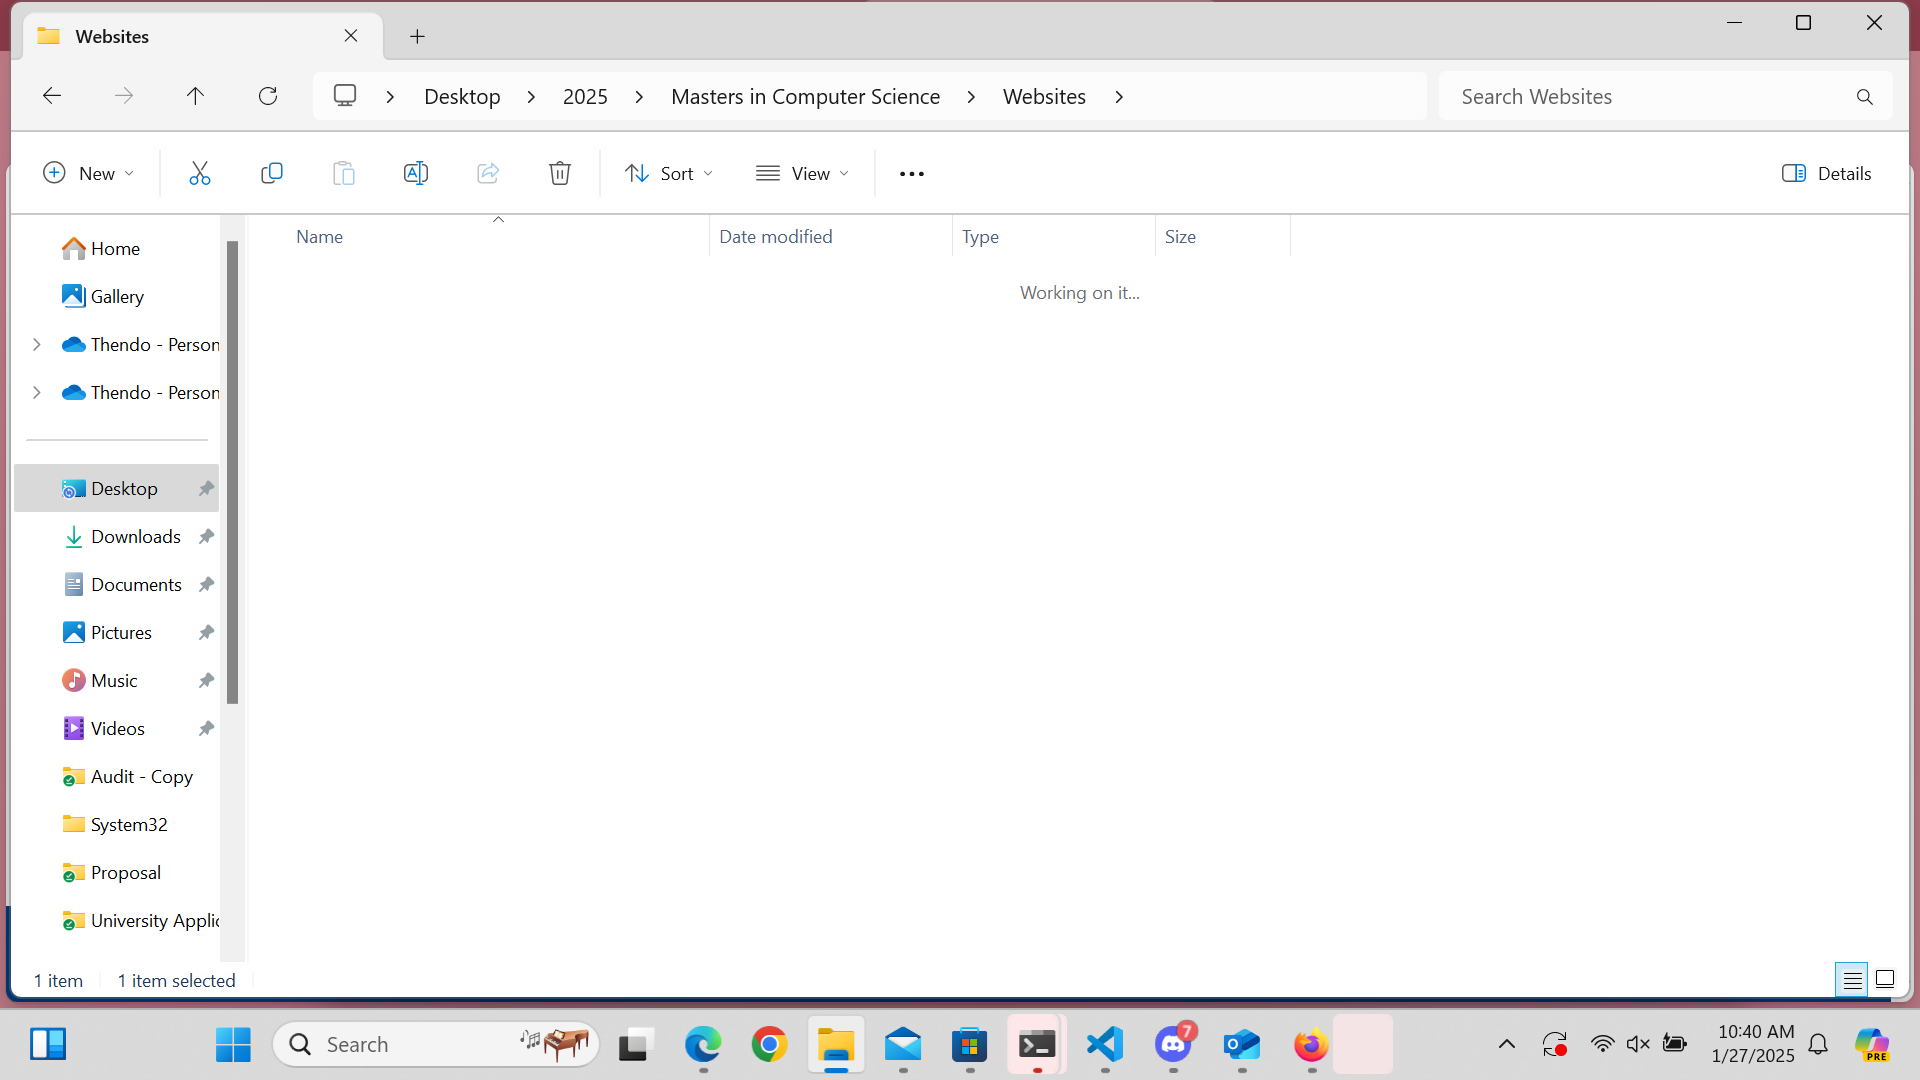 Websites
Desktop
2025
Masters in Computer Science
Websites
Search Websites
New
Sort
View
Details
Name
Date modified
Type
Size
Working on it...
Home
Gallery
Thendo - Person
Thendo - Person
Desktop
Downloads
Documents
Pictures
Music
Videos
Audit - Copy
System32
Proposal
University Applic
1 item
1 item selected
Search
7
10:40 AM
1/27/2025
PRE